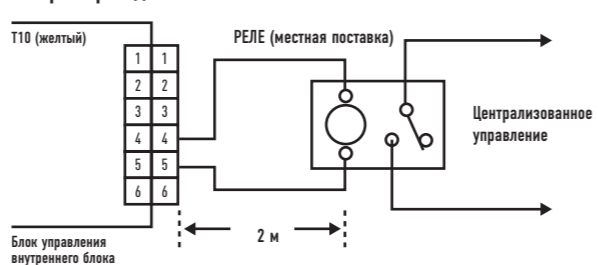 T10 (желтый)
РЕЛЕ (местная поставка)
1 1
2 2
3 3
4 4
5 5
6 6
Централизованное
управление
2 м
Блок управления
внутреннего блока